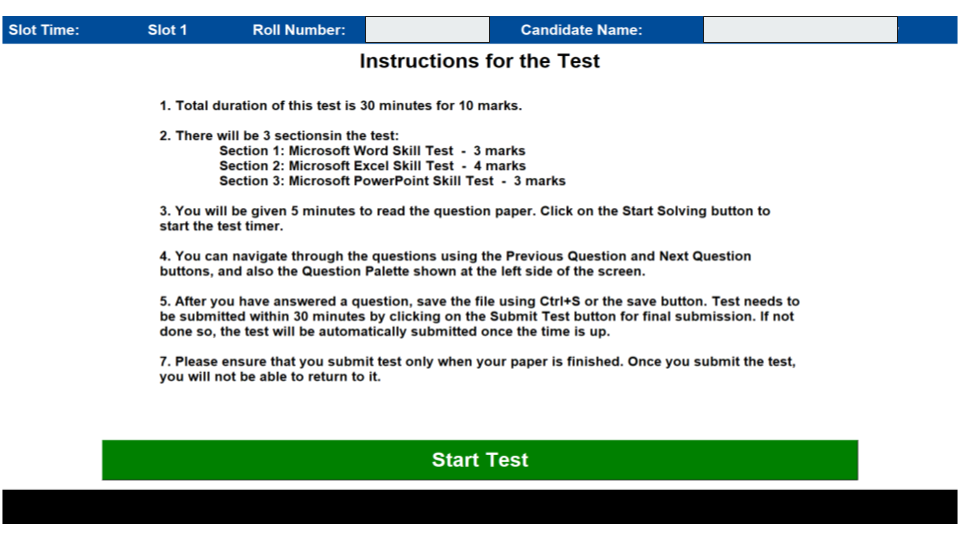 Slot Time: Slot 1 Roll Number: Candidate Name:
Instructions for the Test
1. Total duration of this test is 30 minutes for 10 marks.
2. There will be 3 sectionsin the test:
Section 1: Microsoft Word Skill Test - 3 marks
Section 2: Microsoft Excel Skill Test - 4 marks
Section 3: Microsoft PowerPoint Skill Test - 3 marks
3. You will be given 5 minutes to read the question paper. Click on the Start Solving button to
start the test timer.
4. You can navigate through the questions using the Previous Question and Next Question
buttons, and also the Question Palette shown at the left side of the screen.
5. After you have answered a question, save the file using Ctrl+S or the save button. Test needs to
be submitted within 30 minutes by clicking on the Submit Test button for final submission. If not
done so, the test will be automatically submitted once the time is up.
7. Please ensure that you submit test only when your paper is finished. Once you submit the test,
you will not be able to return to it.
Start Test